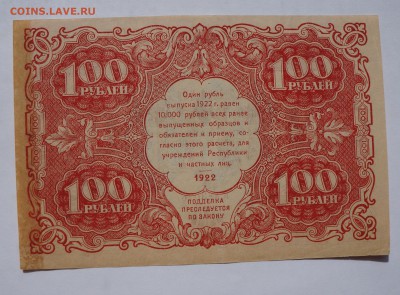 COINS.LAVE.RU
100 100
РУБЛЕЙ РУБЛЕЙ
Один рубль
выпуска 1922 г. равен
10.000 рублей всех ранее
выпущенных образцов и
обязателен к приему, со-
гласно этого расчета, для
учреждений Республики
и частных лиц.
1922
100 100
РУБЛЕЙ РУБЛЕЙ
ПОДДЕЛКА
ПРЕСЛЕДУЕТСЯ
ПО ЗАКОНУ